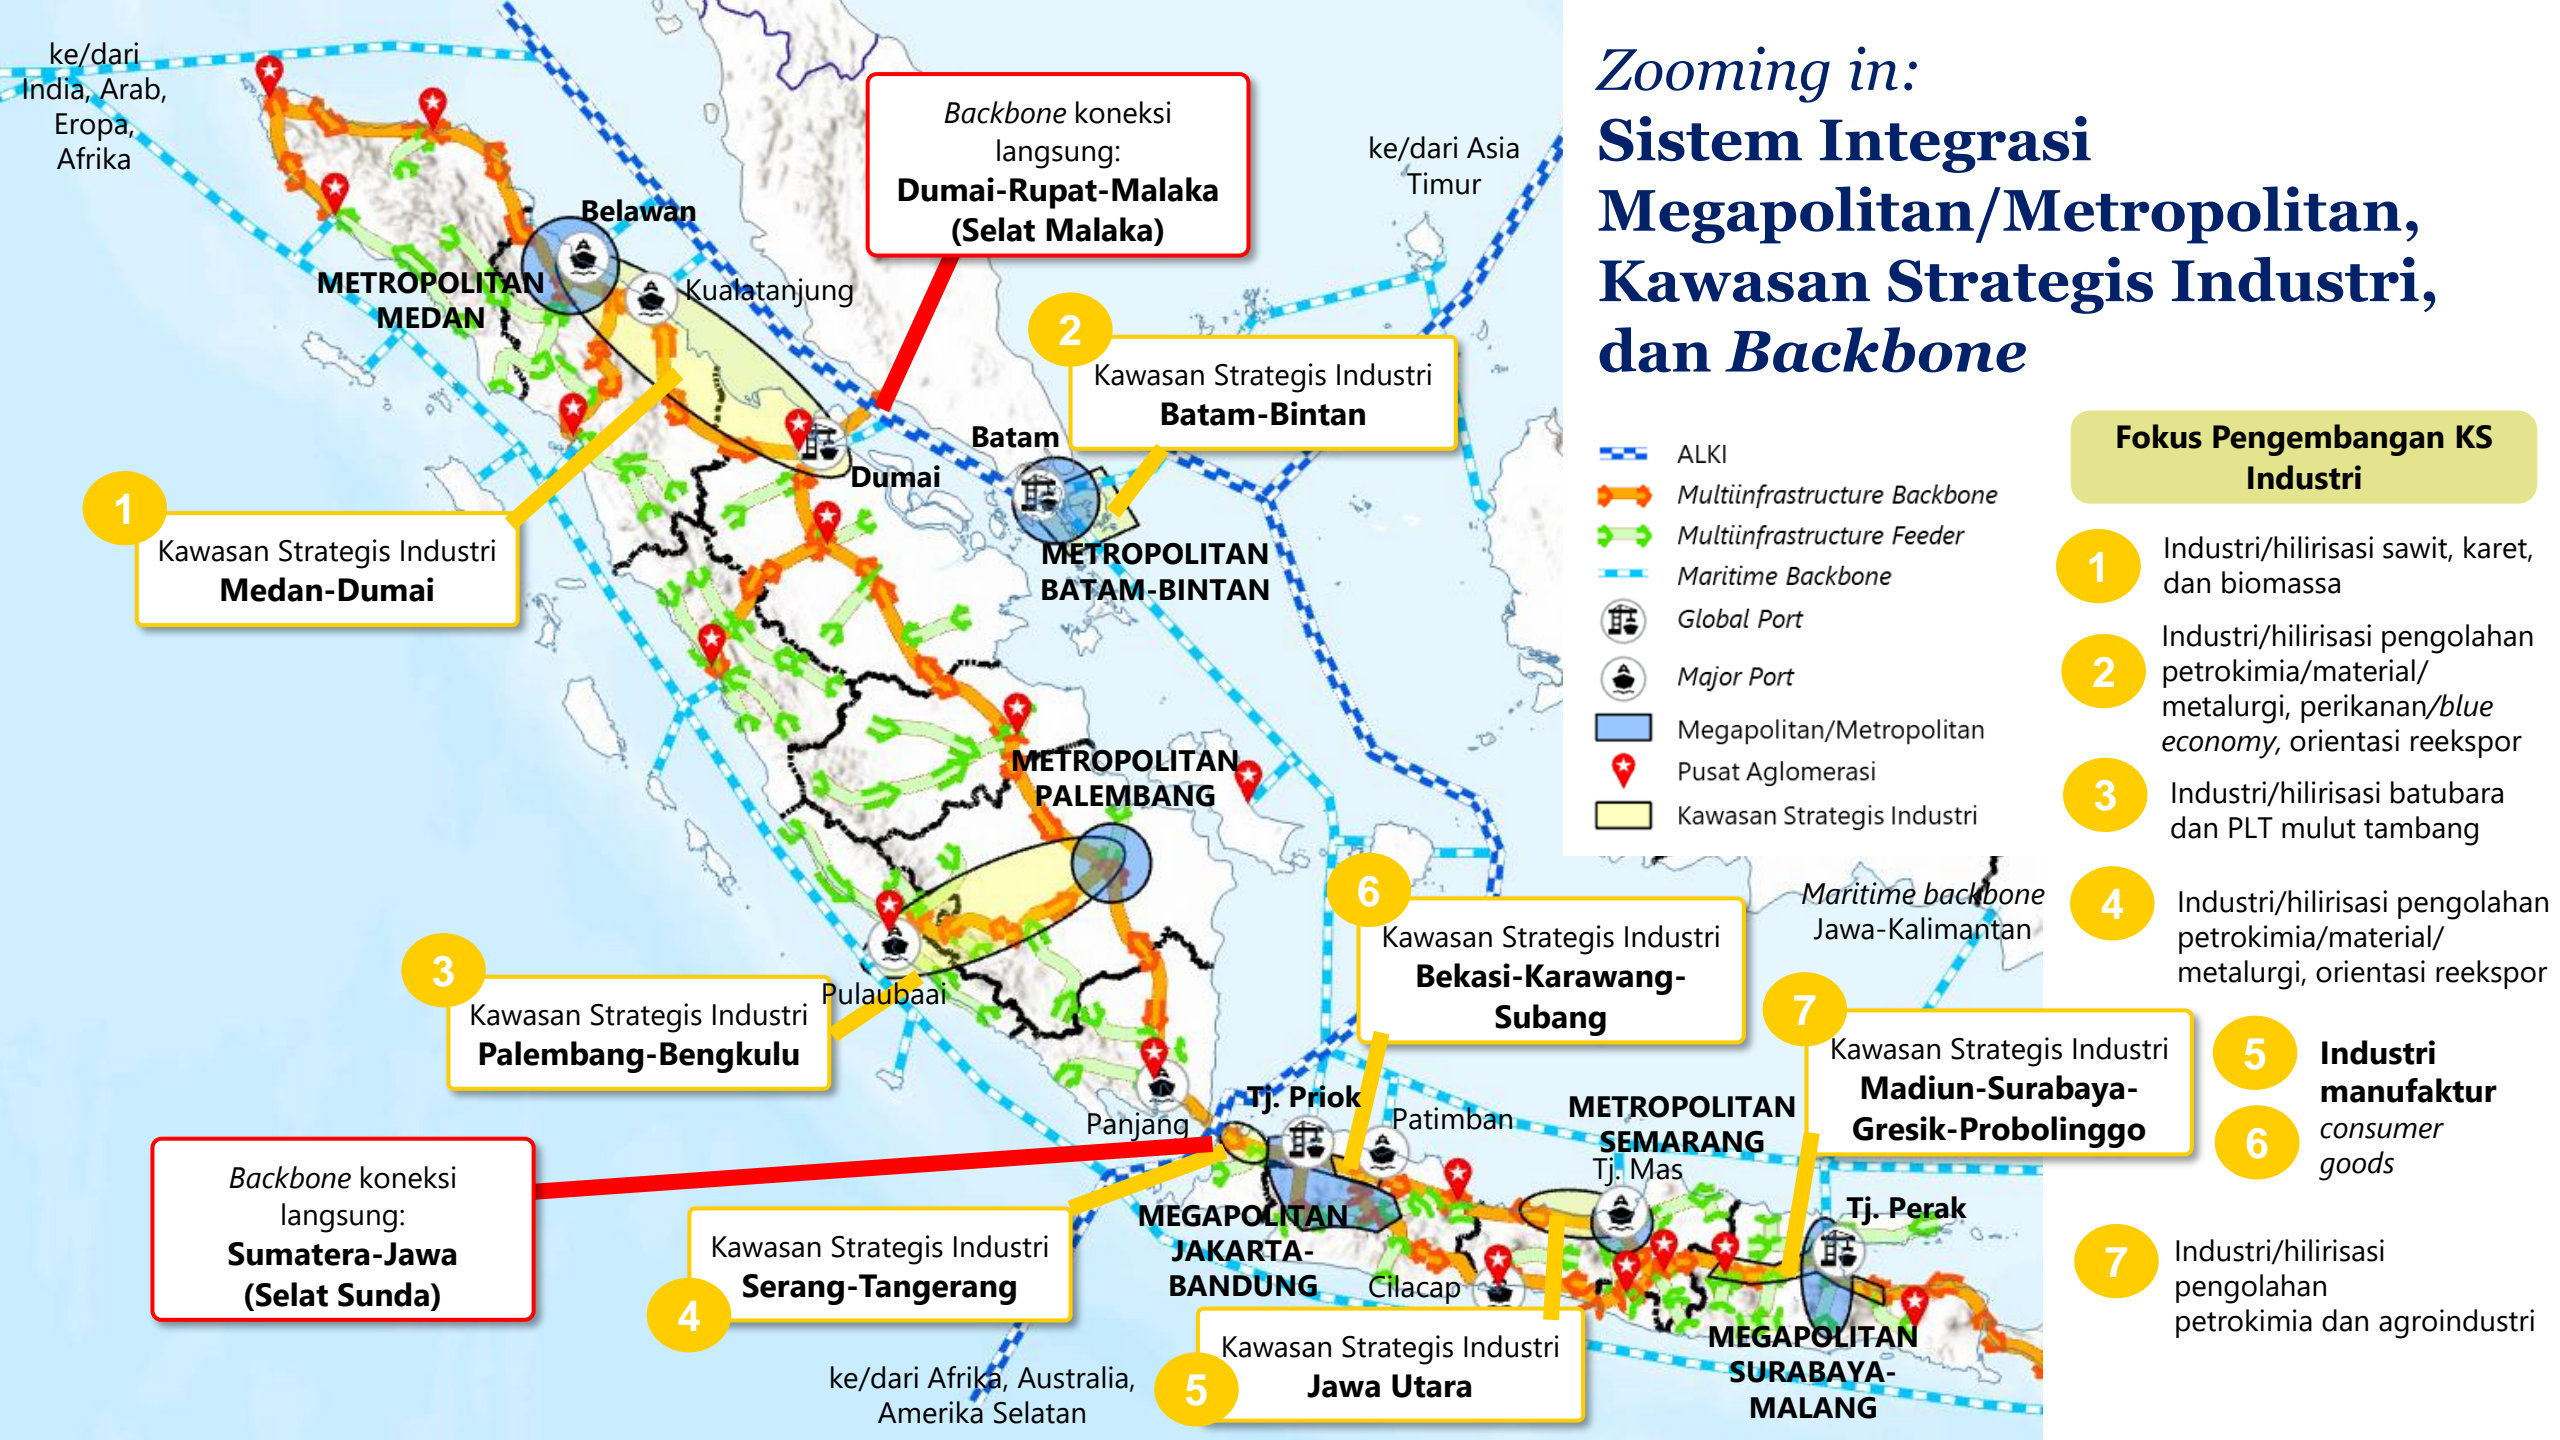 Zooming in:
Sistem Integrasi
Megapolitan/Metropolitan,
Kawasan Strategis Industri,
dan Backbone
ke/dari
India, Arab,
Eropa,
Afrika
Backbone koneksi
langsung:
Dumai-Rupat-Malaka
(Selat Malaka)
ke/dari Asia
Timur
Belawan
METROPOLITAN
MEDAN
Kualatanjung
2
Kawasan Strategis Industri
Batam-Bintan
Batam
Dumai
METROPOLITAN
BATAM-BINTAN
1
Kawasan Strategis Industri
Medan-Dumai
METROPOLITAN
PALEMBANG
3
Kawasan Strategis Industri
Palembang-Bengkulu
Pulaubaai
6
Kawasan Strategis Industri
Bekasi-Karawang-
Subang
Maritime backbone
Jawa-Kalimantan
7
Kawasan Strategis Industri
Madiun-Surabaya-
Gresik-Probolinggo
Panjang
Tj. Priok
Patimban
METROPOLITAN
SEMARANG
Tj. Mas
Tj. Perak
Backbone koneksi
langsung:
Sumatera-Jawa
(Selat Sunda)
Kawasan Strategis Industri
Serang-Tangerang
4
MEGAPOLITAN
JAKARTA-
BANDUNG
Cilacap
Kawasan Strategis Industri
Jawa Utara
5
MEGAPOLITAN
SURABAYA-
MALANG
ke/dari Afrika, Australia,
Amerika Selatan
ALKI
Multiinfrastructure Backbone
Multiinfrastructure Feeder
Maritime Backbone
Global Port
Major Port
Megapolitan/Metropolitan
Pusat Aglomerasi
Kawasan Strategis Industri
Fokus Pengembangan KS
Industri
1
Industri/hilirisasi sawit, karet,
dan biomassa
2
Industri/hilirisasi pengolahan
petrokimia/material/
metalurgi, perikanan/blue
economy, orientasi reekspor
3
Industri/hilirisasi batubara
dan PLT mulut tambang
4
Industri/hilirisasi pengolahan
petrokimia/material/
metalurgi, orientasi reekspor
5
6
Industri
manufaktur
consumer
goods
7
Industri/hilirisasi
pengolahan
petrokimia dan agroindustri